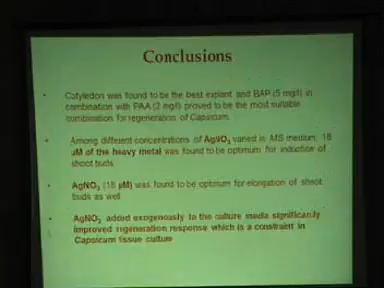 Conclusions
Cotyledon was found to be the best explant and BAP (5 mg/l) in
combination with PAA (2 mg/l) proved to be the most suitable
combination for regeneration of Capsicum.
Among different concentrations of AgNO3 varied in MS medium, 18
µM of the heavy metal was found to be optimum for induction of
shoot buds
AgNO3 (18 µM) was found to be optimum for elongation of shoot
buds as well
AgNO3 added exogenously to the culture media significantly
improved regeneration response which is a constraint in
Capsicum tissue culture